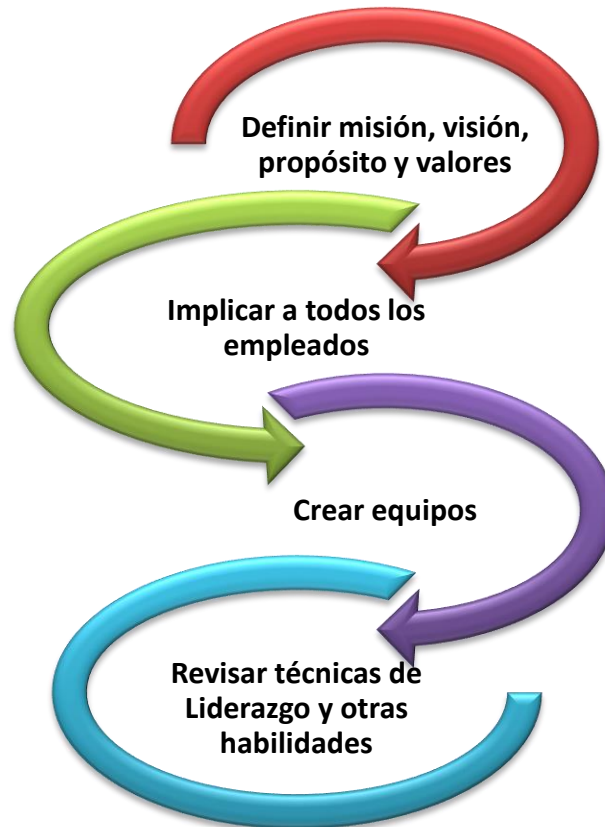 Definir misión, visión,
propósito y valores
Implicar a todos los
empleados
Crear equipos
Revisar técnicas de
Liderazgo y otras
habilidades